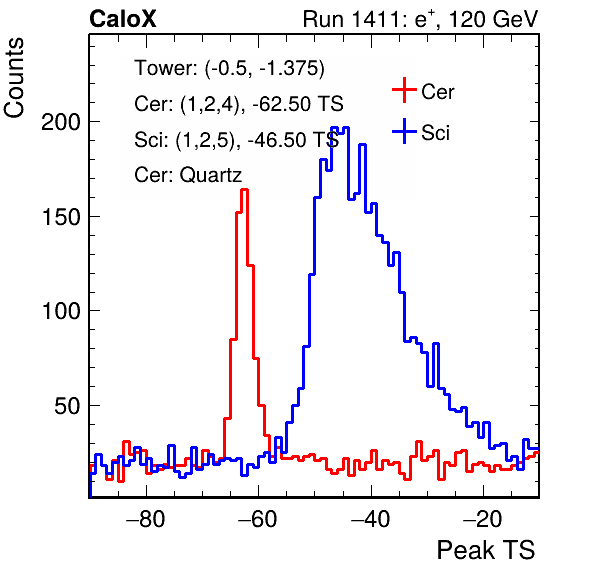 CaloX Run 1411: e⁺, 120 GeV
Counts
Tower: (-0.5, -1.375)
Cer: (1,2,4), -62.50 TS
Sci: (1,2,5), -46.50 TS
Cer: Quartz
Cer
Sci
200
150
100
50
−80 −60 −40 −20
Peak TS